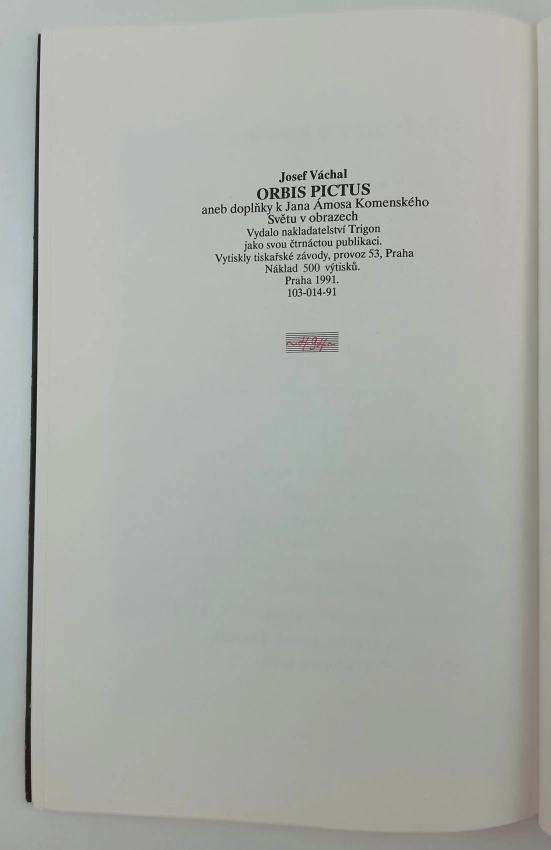 Josef Váchal
ORBIS PICTUS
aneb doplňky k Jana Ámosa Komenského
Světu v obrazech
Vydalo nakladatelství Trigon
jako svou čtrnáctou publikaci.
Vytiskly tiskařské závody, provoz 53, Praha
Náklad 500 výtisků.
Praha 1991.
103-014-91
~494~